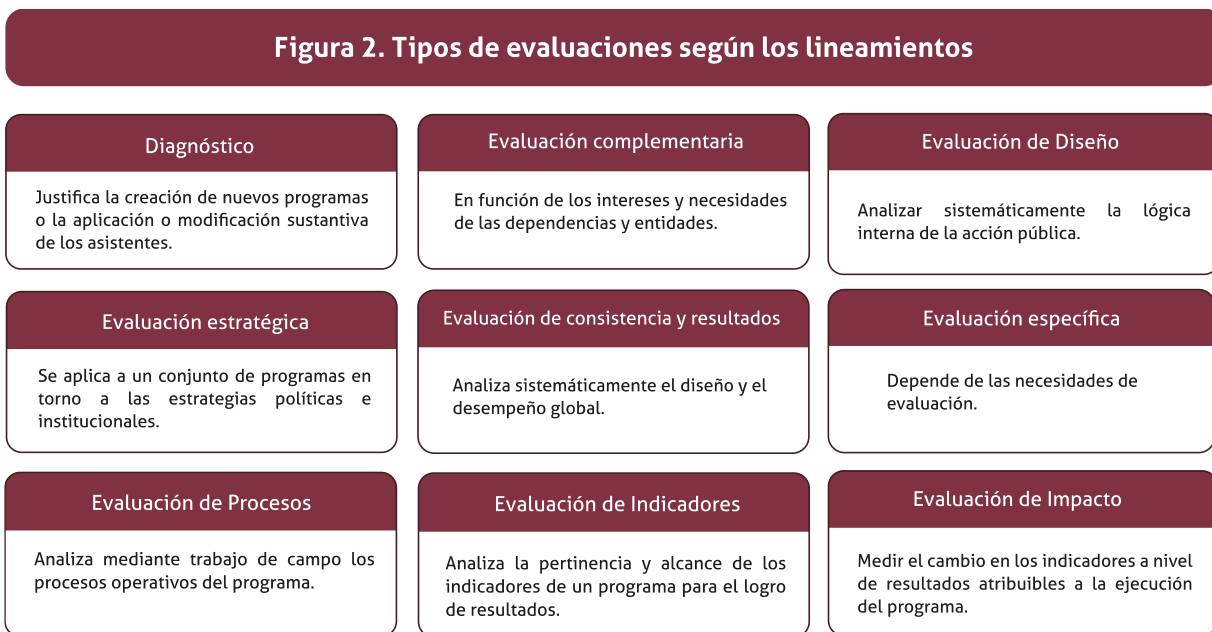 Figura 2. Tipos de evaluaciones según los lineamientos
Diagnóstico
Justifica la creación de nuevos programas
o la aplicación o modificación sustantiva
de los asistentes.
Evaluación complementaria
En función de los intereses y necesidades
de las dependencias y entidades.
Evaluación de Diseño
Analizar sistemáticamente la lógica
interna de la acción pública.
Evaluación estratégica
Se aplica a un conjunto de programas en
torno a las estrategias políticas e
institucionales.
Evaluación de consistencia y resultados
Analiza sistemáticamente el diseño y el
desempeño global.
Evaluación específica
Depende de las necesidades de
evaluación.
Evaluación de Procesos
Analiza mediante trabajo de campo los
procesos operativos del programa.
Evaluación de Indicadores
Analiza la pertinencia y alcance de los
indicadores de un programa para el logro
de resultados.
Evaluación de Impacto
Medir el cambio en los indicadores a nivel
de resultados atribuibles a la ejecución
del programa.